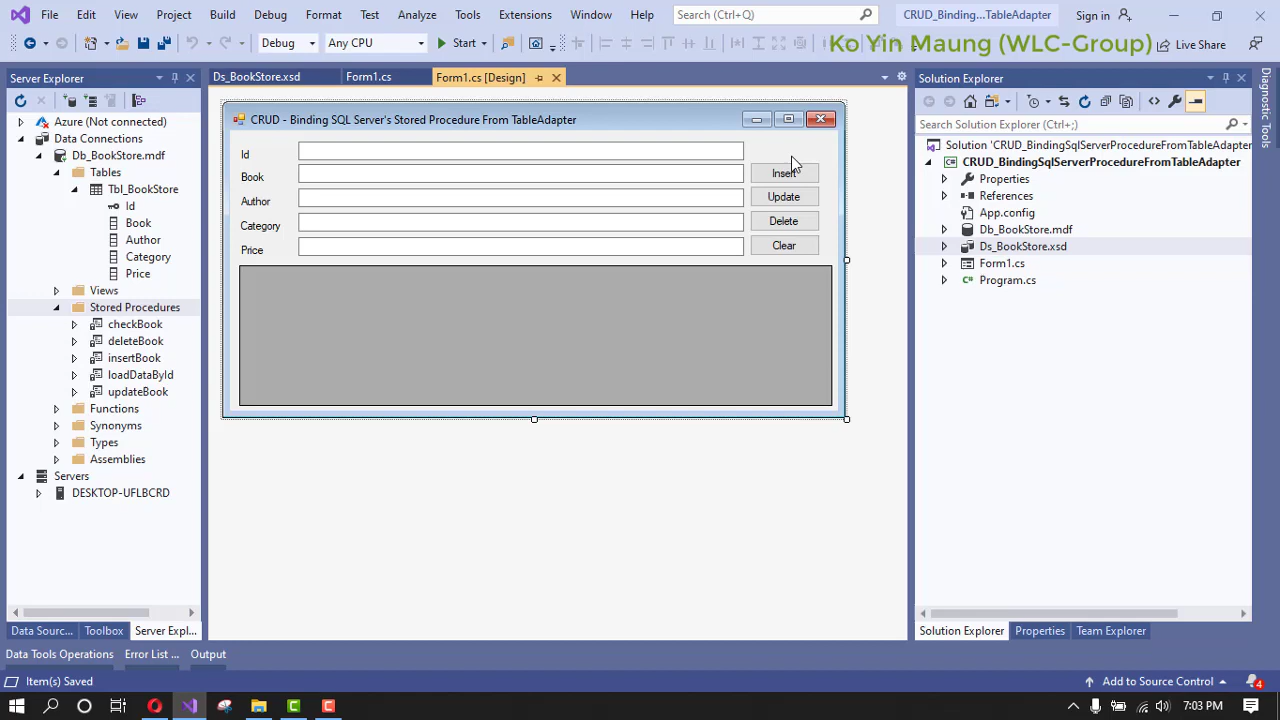 File Edit View Project Build Debug Format Test Analyze Tools Extensions Window Help Search (Ctrl+Q) CRUD_Binding...TableAdapter Sign in
Debug Any CPU Start Live Share
Ko Yin Maung (WLC-Group)
Server Explorer
Azure (Not connected)
Data Connections
Db_BookStore.mdf
Tables
Tbl_BookStore
Id
Book
Author
Category
Price
Views
Stored Procedures
checkBook
deleteBook
insertBook
loadDataById
updateBook
Functions
Synonyms
Types
Assemblies
Servers
DESKTOP-UFLBCRD
Data Sourc... Toolbox Server Expl...
Ds_BookStore.xsd Form1.cs Form1.cs [Design]
CRUD - Binding SQL Server's Stored Procedure From TableAdapter
Id
Book Insert
Author Update
Category Delete
Price Clear
Solution Explorer
Search Solution Explorer (Ctrl+;)
Solution 'CRUD_BindingSqlServerProcedureFromTableAdapter
CRUD_BindingSqlServerProcedureFromTableAdapter
Properties
References
App.config
Db_BookStore.mdf
Ds_BookStore.xsd
Form1.cs
Program.cs
Solution Explorer Properties Team Explorer
Diagnostic Tools
Data Tools Operations Error List ... Output
Item(s) Saved Add to Source Control 4
7:03 PM